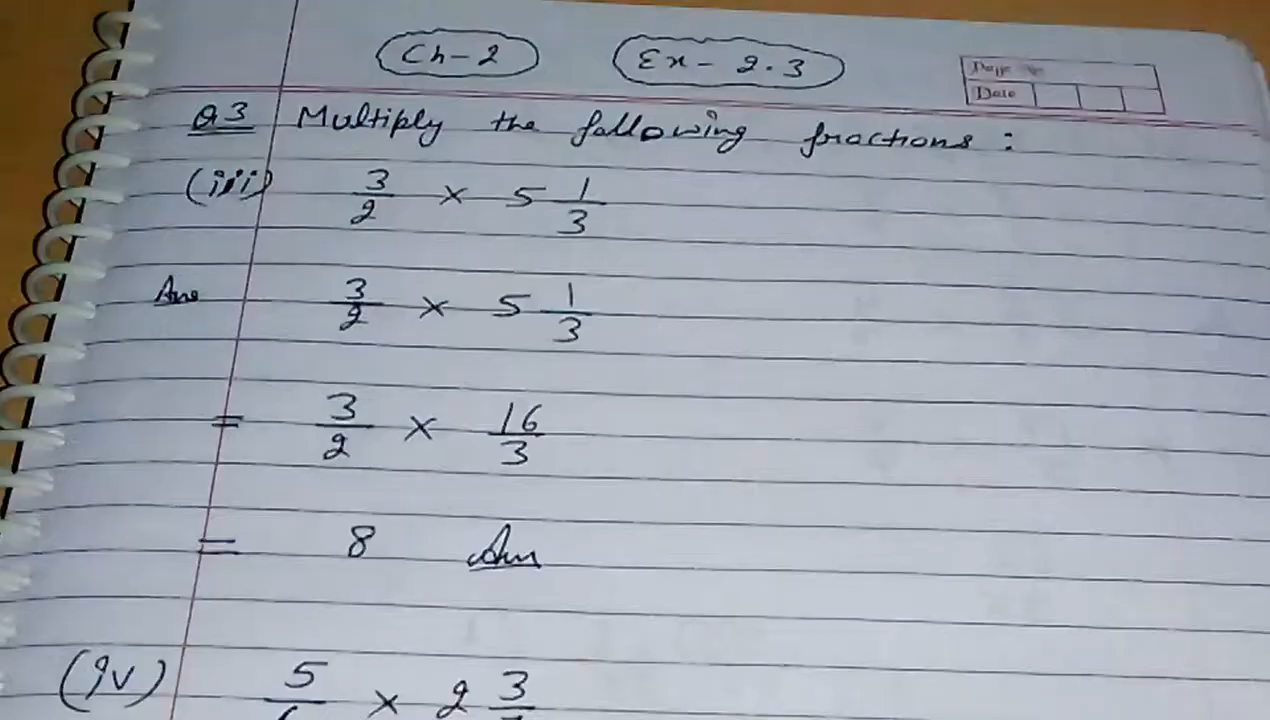 Ch-2 Ex-2.3
Page No
Date
Q3 Multiply the following fractions:
(iii) 3/2 × 5 1/3
Ans 3/2 × 5 1/3
= 3/2 × 16/3
= 8 Ans
(iv) 5/ × 2 3/